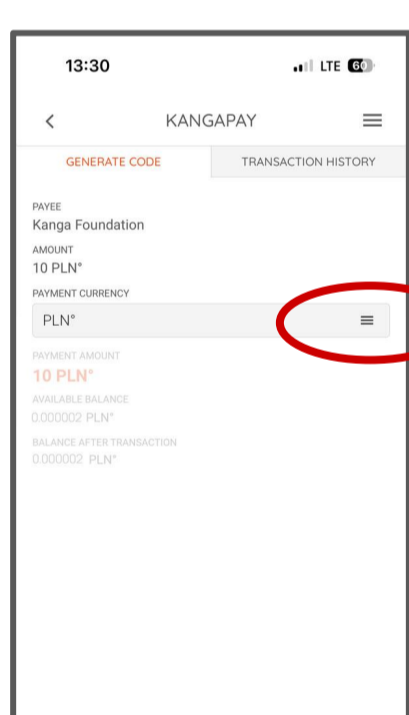 13:30 LTE 60
KANGAPAY
GENERATE CODE TRANSACTION HISTORY
PAYEE
Kanga Foundation
AMOUNT
10 PLN°
PAYMENT CURRENCY
PLN°
PAYMENT AMOUNT
10 PLN°
AVAILABLE BALANCE
0.000002 PLN°
BALANCE AFTER TRANSACTION
0.000002 PLN°